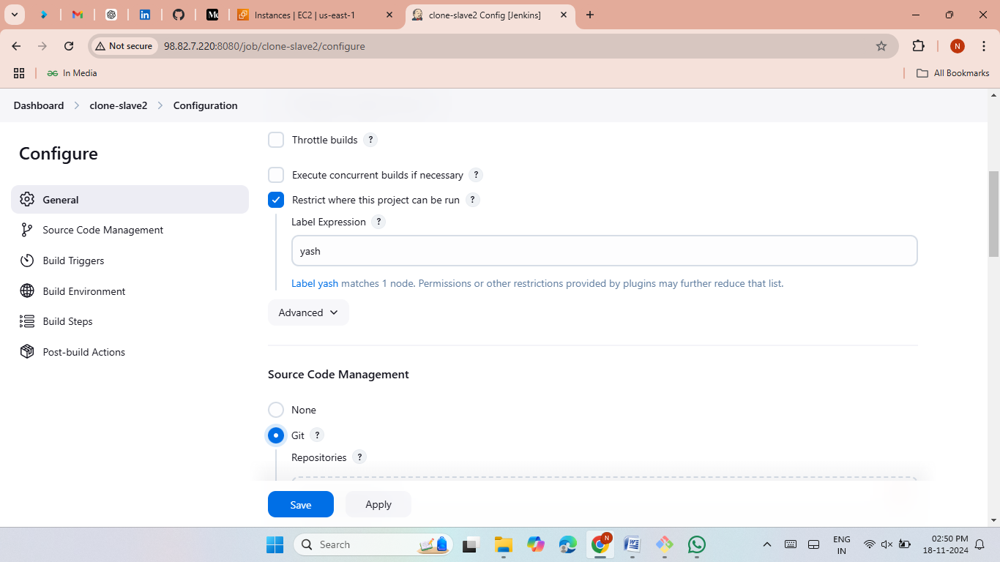 Instances | EC2 | us-east-1
clone-slave2 Config [Jenkins]
Not secure
98.82.7.220:8080/job/clone-slave2/configure
N
In Media
All Bookmarks
Dashboard
clone-slave2
Configuration
Configure
General
Source Code Management
Build Triggers
Build Environment
Build Steps
Post-build Actions
Throttle builds ?
Execute concurrent builds if necessary ?
Restrict where this project can be run ?
Label Expression ?
yash
Label yash matches 1 node. Permissions or other restrictions provided by plugins may further reduce that list.
Advanced
Source Code Management
None
Git ?
Repositories ?
Save
Apply
Search
N
ENG
IN
02:50 PM
18-11-2024